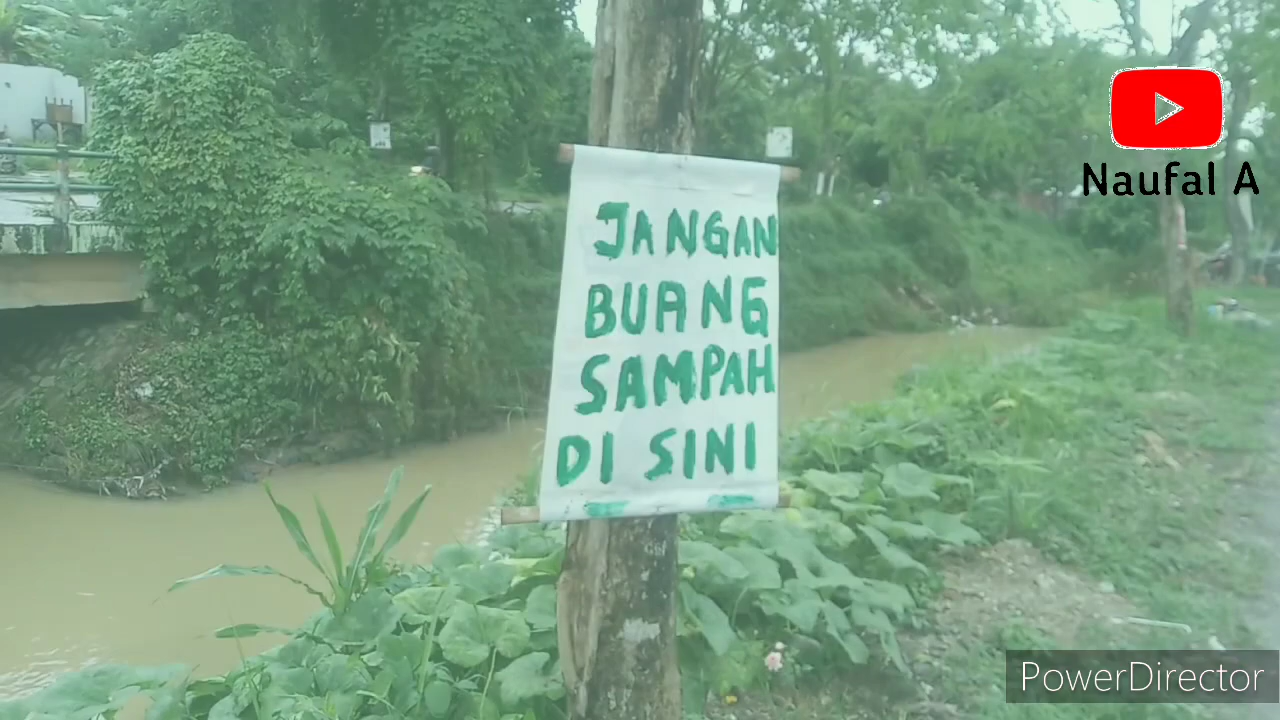 Naufal A
JANGAN
BUANG
SAMPAH
DI SINI
PowerDirector